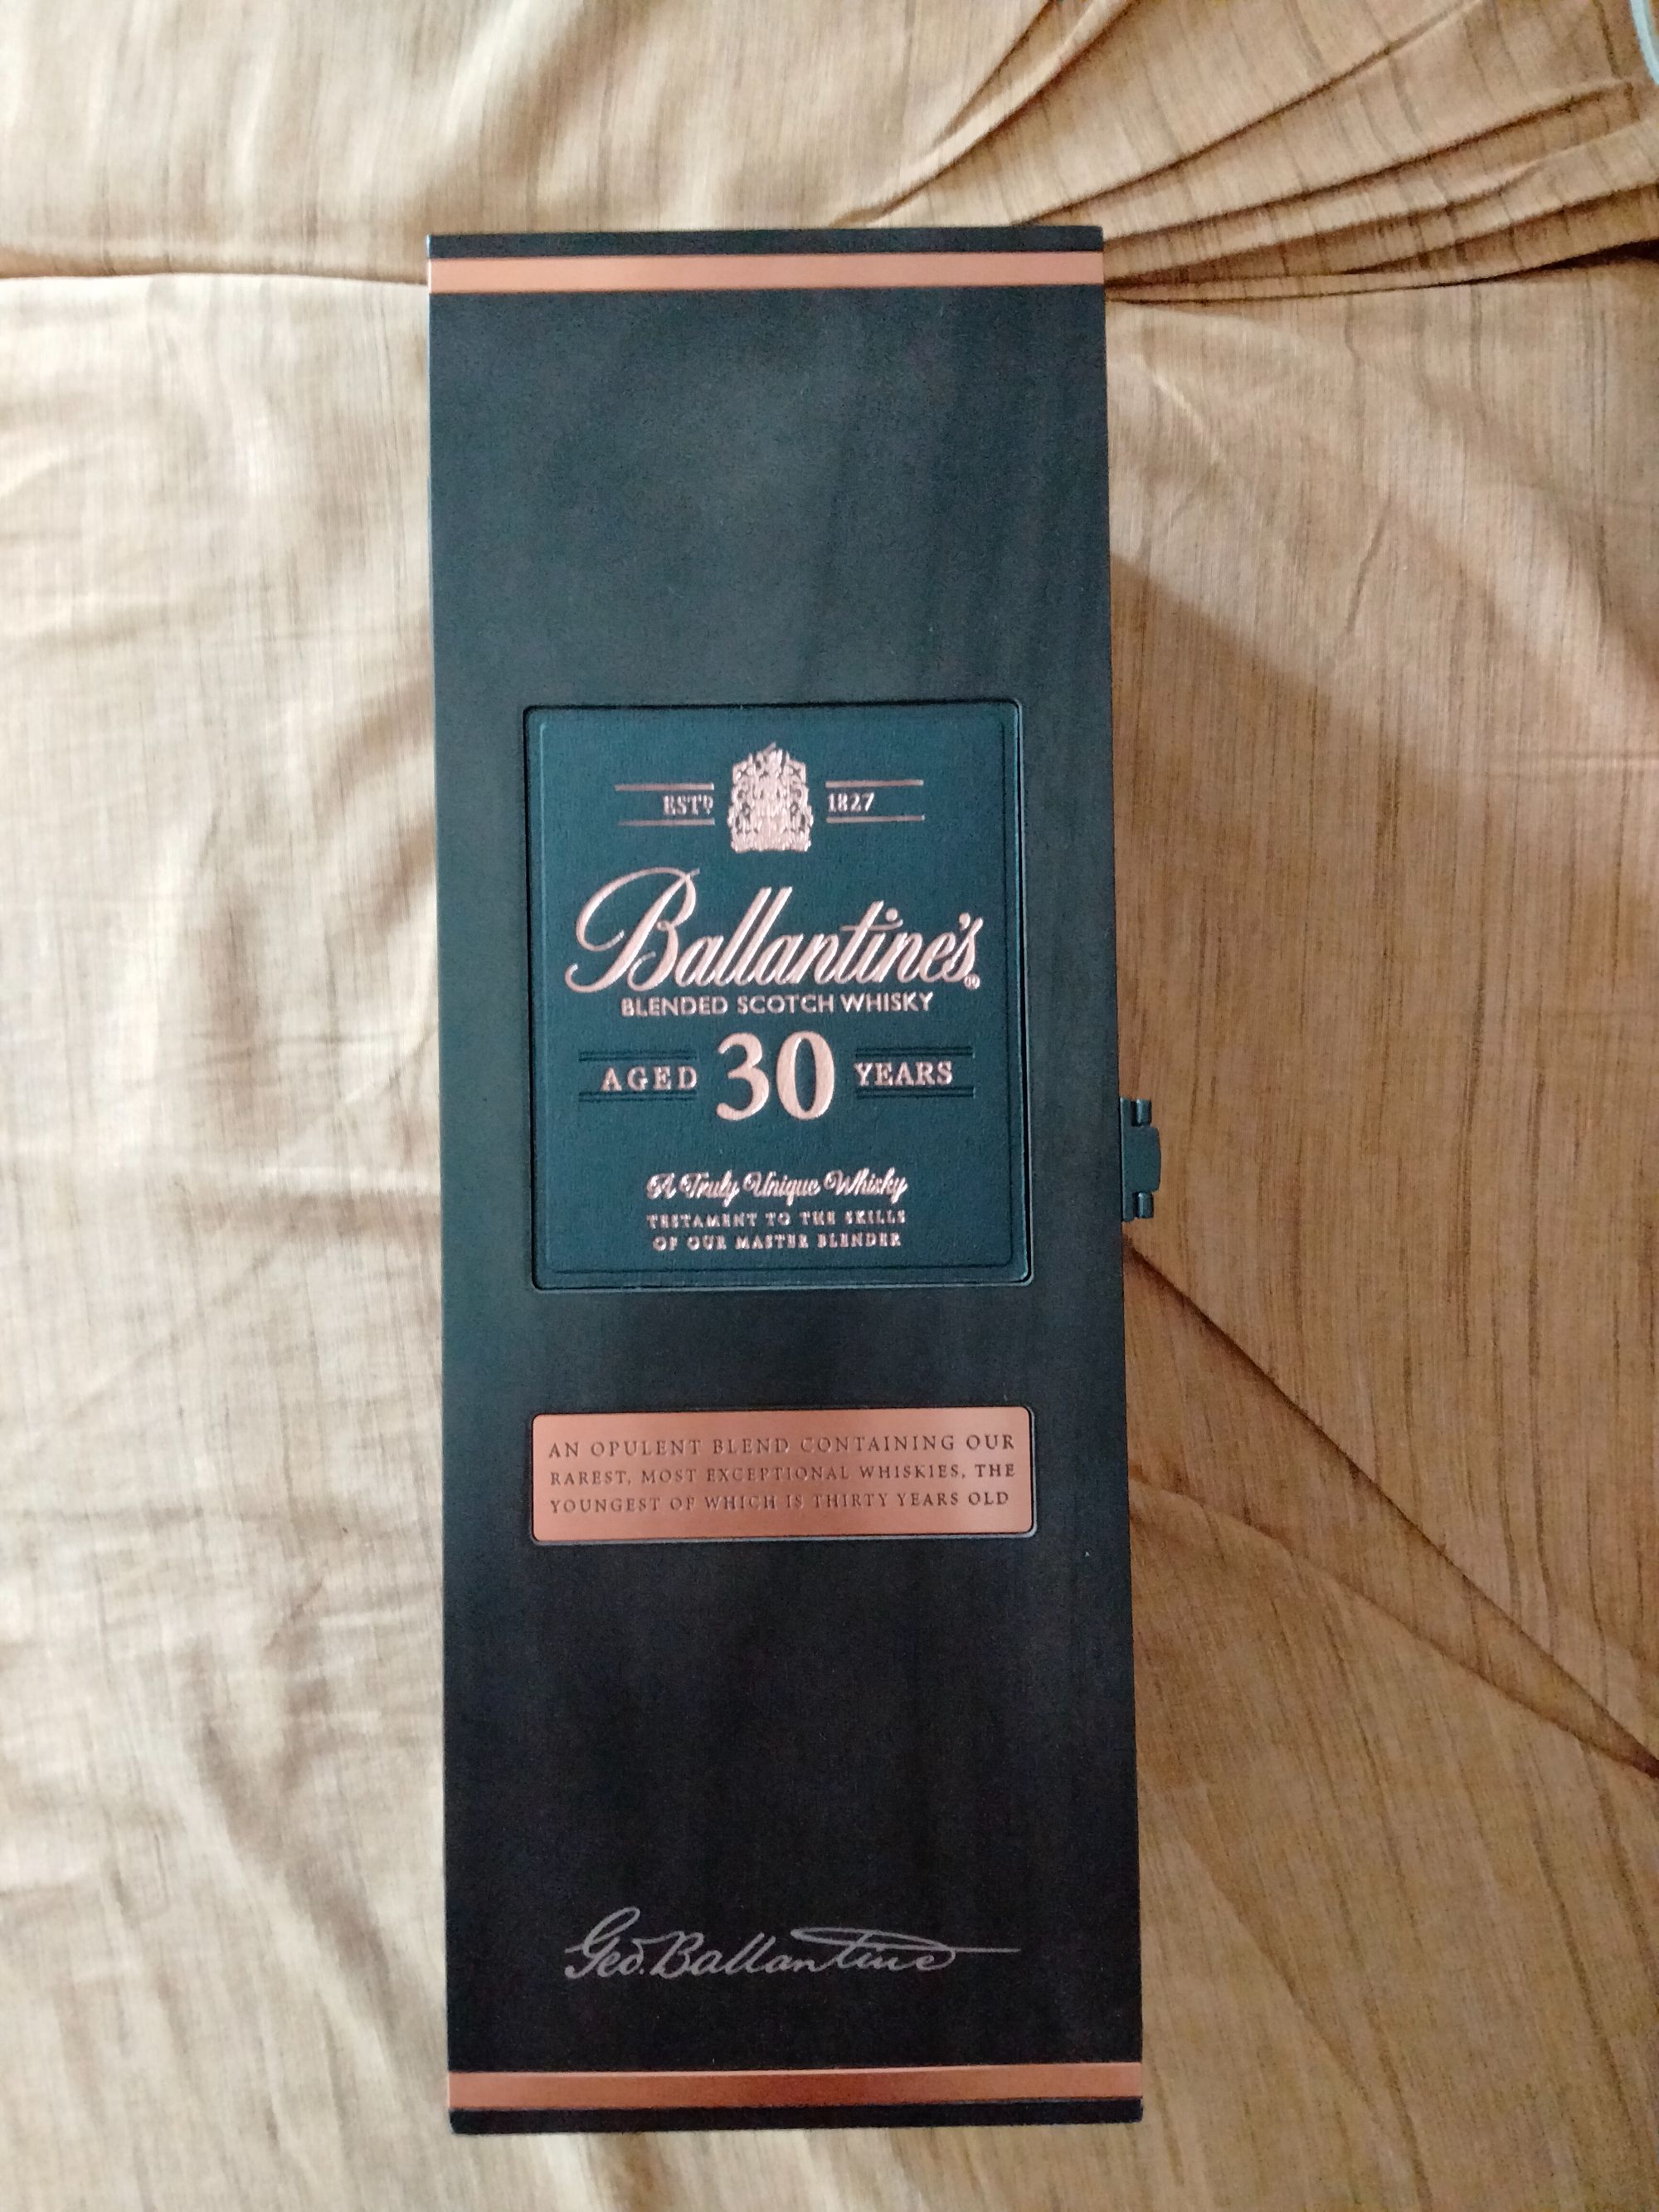 ESTD 1827
Ballantine's®
BLENDED SCOTCH WHISKY
AGED 30 YEARS
A Truly Unique Whisky
TESTAMENT TO THE SKILLS
OF OUR MASTER BLENDER
AN OPULENT BLEND CONTAINING OUR
RAREST, MOST EXCEPTIONAL WHISKIES, THE
YOUNGEST OF WHICH IS THIRTY YEARS OLD
Geo. Ballantine